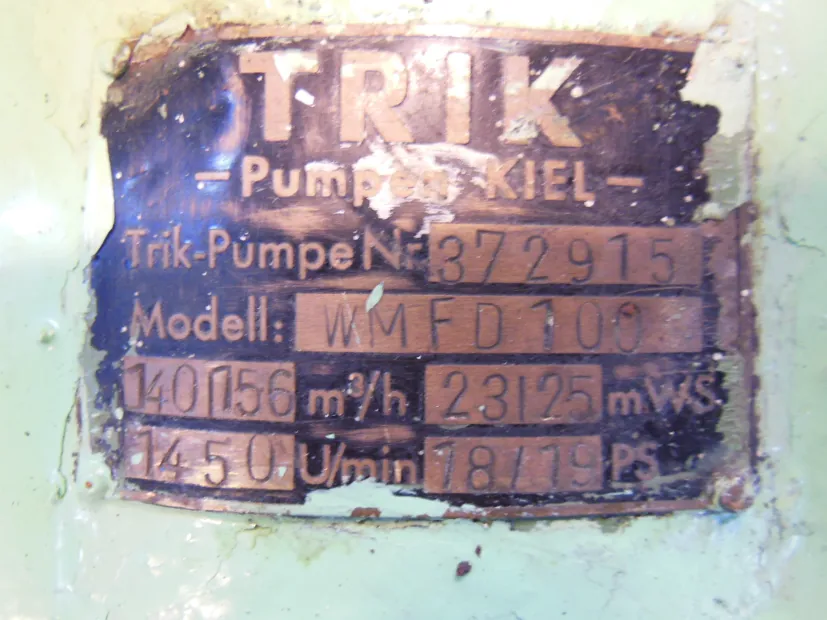 TRIK
-Pumpen KIEL-
Trik-Pumpe Nr. 372915
Modell: WMFD 100
140/156 m³/h 23/25 mWS
1450 U/min 18/19 PS